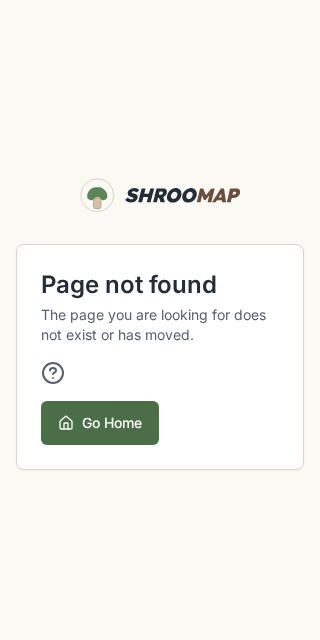 SHROOMAP
Page not found
The page you are looking for does
not exist or has moved.
Go Home